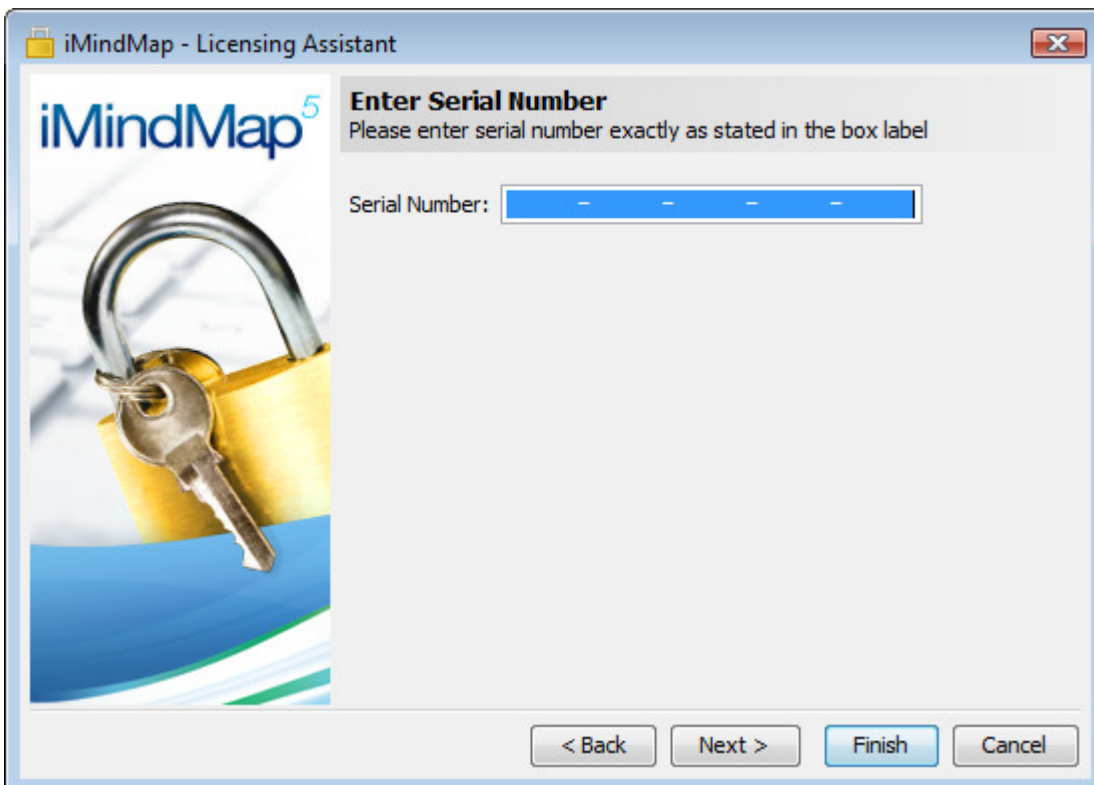 iMindMap - Licensing Assistant
iMindMap5
Enter Serial Number
Please enter serial number exactly as stated in the box label
Serial Number: - - - -
< Back Next > Finish Cancel